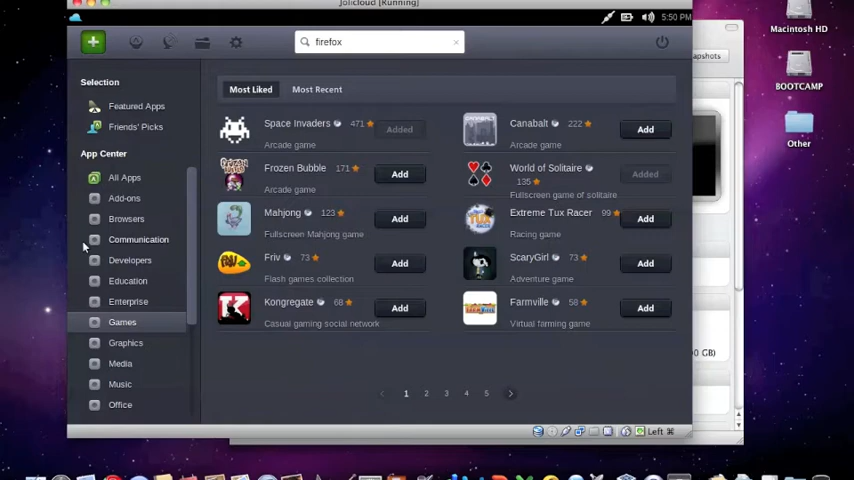 Jolicloud [Running]
5:50 PM
firefox
Macintosh HD
BOOTCAMP
Other
Selection
Featured Apps
Friends' Picks
App Center
All Apps
Add-ons
Browsers
Communication
Developers
Education
Enterprise
Games
Graphics
Media
Music
Office
Most Liked
Most Recent
Space Invaders 471 Added
Arcade game
Canabalt 222 Add
Arcade game
Frozen Bubble 171 Add
Arcade game
World of Solitaire 135 Added
Fullscreen game of solitaire
Mahjong 123 Add
Fullscreen Mahjong game
Extreme Tux Racer 99 Add
Racing game
Friv 73 Add
Flash games collection
ScaryGirl 73 Add
Adventure game
Kongregate 68 Add
Casual gaming social network
Farmville 58 Add
Virtual farming game
1 2 3 4 5
Left ⌘
apshots
GB)